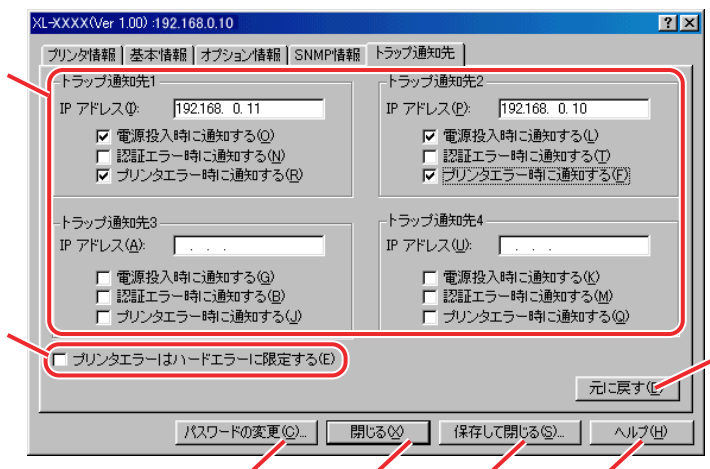 XL-XXXX(Ver 1.00) :192.168.0.10
プリンタ情報 基本情報 オプション情報 SNMP情報 トラップ通知先
トラップ通知先1
IP アドレス(I): 192.168. 0. 11
電源投入時に通知する(O)
認証エラー時に通知する(N)
プリンタエラー時に通知する(R)
トラップ通知先2
IP アドレス(P): 192.168. 0. 10
電源投入時に通知する(L)
認証エラー時に通知する(T)
プリンタエラー時に通知する(F)
トラップ通知先3
IP アドレス(A): . . .
電源投入時に通知する(G)
認証エラー時に通知する(B)
プリンタエラー時に通知する(J)
トラップ通知先4
IP アドレス(U): . . .
電源投入時に通知する(K)
認証エラー時に通知する(M)
プリンタエラー時に通知する(Q)
プリンタエラーはハードエラーに限定する(E)
元に戻す
パスワードの変更(C)... 閉じる(X) 保存して閉じる(S)... ヘルプ(H)